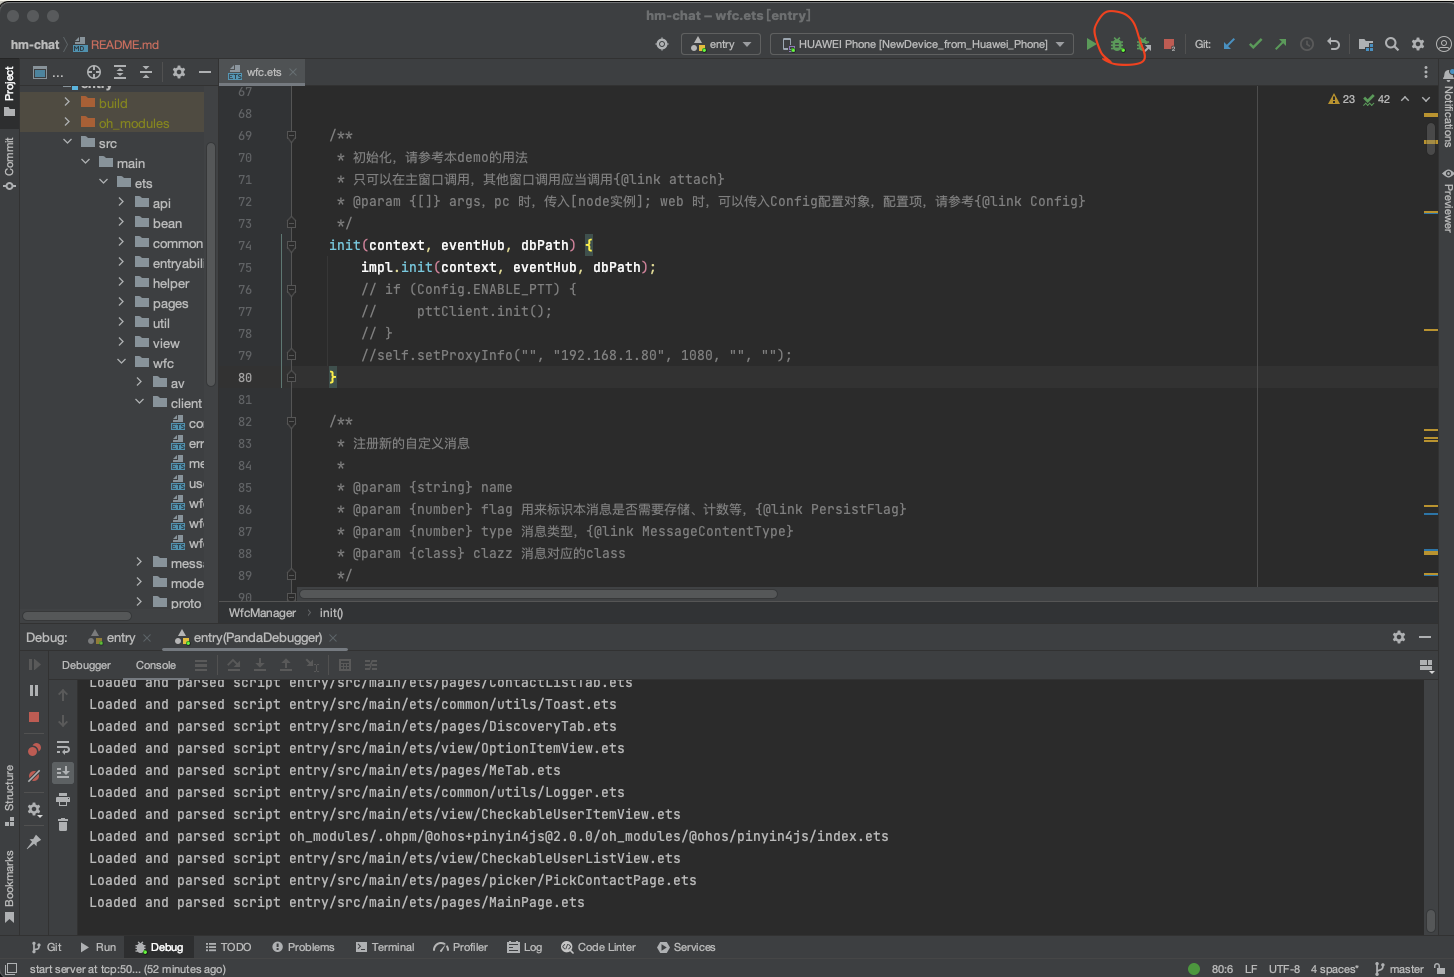 hm-chat – wfc.ets [entry]
hm-chat
README.md
entry
HUAWEI Phone [NewDevice_from_Huawei_Phone]
Git:
Project
...
wfc.ets
entry
build
oh_modules
src
main
ets
api
bean
common
entryabil
helper
pages
util
view
wfc
av
client
co
err
me
us
wf
wf
wf
mess
mode
proto
67
68
69 /**
70 * 初始化，请参考本demo的用法
71 * 只可以在主窗口调用，其他窗口调用应当调用{@link attach}
72 * @param {[]} args，pc 时，传入[node实例]; web 时，可以传入Config配置对象，配置项，请参考{@link Config}
73 */
74 init(context, eventHub, dbPath) {
75 impl.init(context, eventHub, dbPath);
76 // if (Config.ENABLE_PTT) {
77 // pttClient.init();
78 // }
79 //self.setProxyInfo("", "192.168.1.80", 1080, "", "");
80 }
81
82 /**
83 * 注册新的自定义消息
84 *
85 * @param {string} name
86 * @param {number} flag 用来标识本消息是否需要存储、计数等，{@link PersistFlag}
87 * @param {number} type 消息类型，{@link MessageContentType}
88 * @param {class} clazz 消息对应的class
89 */
90
23
42
WfcManager
init()
Commit
Structure
Bookmarks
Notifications
Previewer
Debug:
entry
entry(PandaDebugger)
Debugger
Console
Loaded and parsed script entry/src/main/ets/pages/ContactListTab.ets
Loaded and parsed script entry/src/main/ets/common/utils/Toast.ets
Loaded and parsed script entry/src/main/ets/pages/DiscoveryTab.ets
Loaded and parsed script entry/src/main/ets/view/OptionItemView.ets
Loaded and parsed script entry/src/main/ets/pages/MeTab.ets
Loaded and parsed script entry/src/main/ets/common/utils/Logger.ets
Loaded and parsed script entry/src/main/ets/view/CheckableUserItemView.ets
Loaded and parsed script oh_modules/.ohpm/@ohos+pinyin4js@2.0.0/oh_modules/@ohos/pinyin4js/index.ets
Loaded and parsed script entry/src/main/ets/view/CheckableUserListView.ets
Loaded and parsed script entry/src/main/ets/pages/picker/PickContactPage.ets
Loaded and parsed script entry/src/main/ets/pages/MainPage.ets
Git
Run
Debug
TODO
Problems
Terminal
Profiler
Log
Code Linter
Services
start server at tcp:50... (52 minutes ago)
80:6
LF
UTF-8
4 spaces*
master